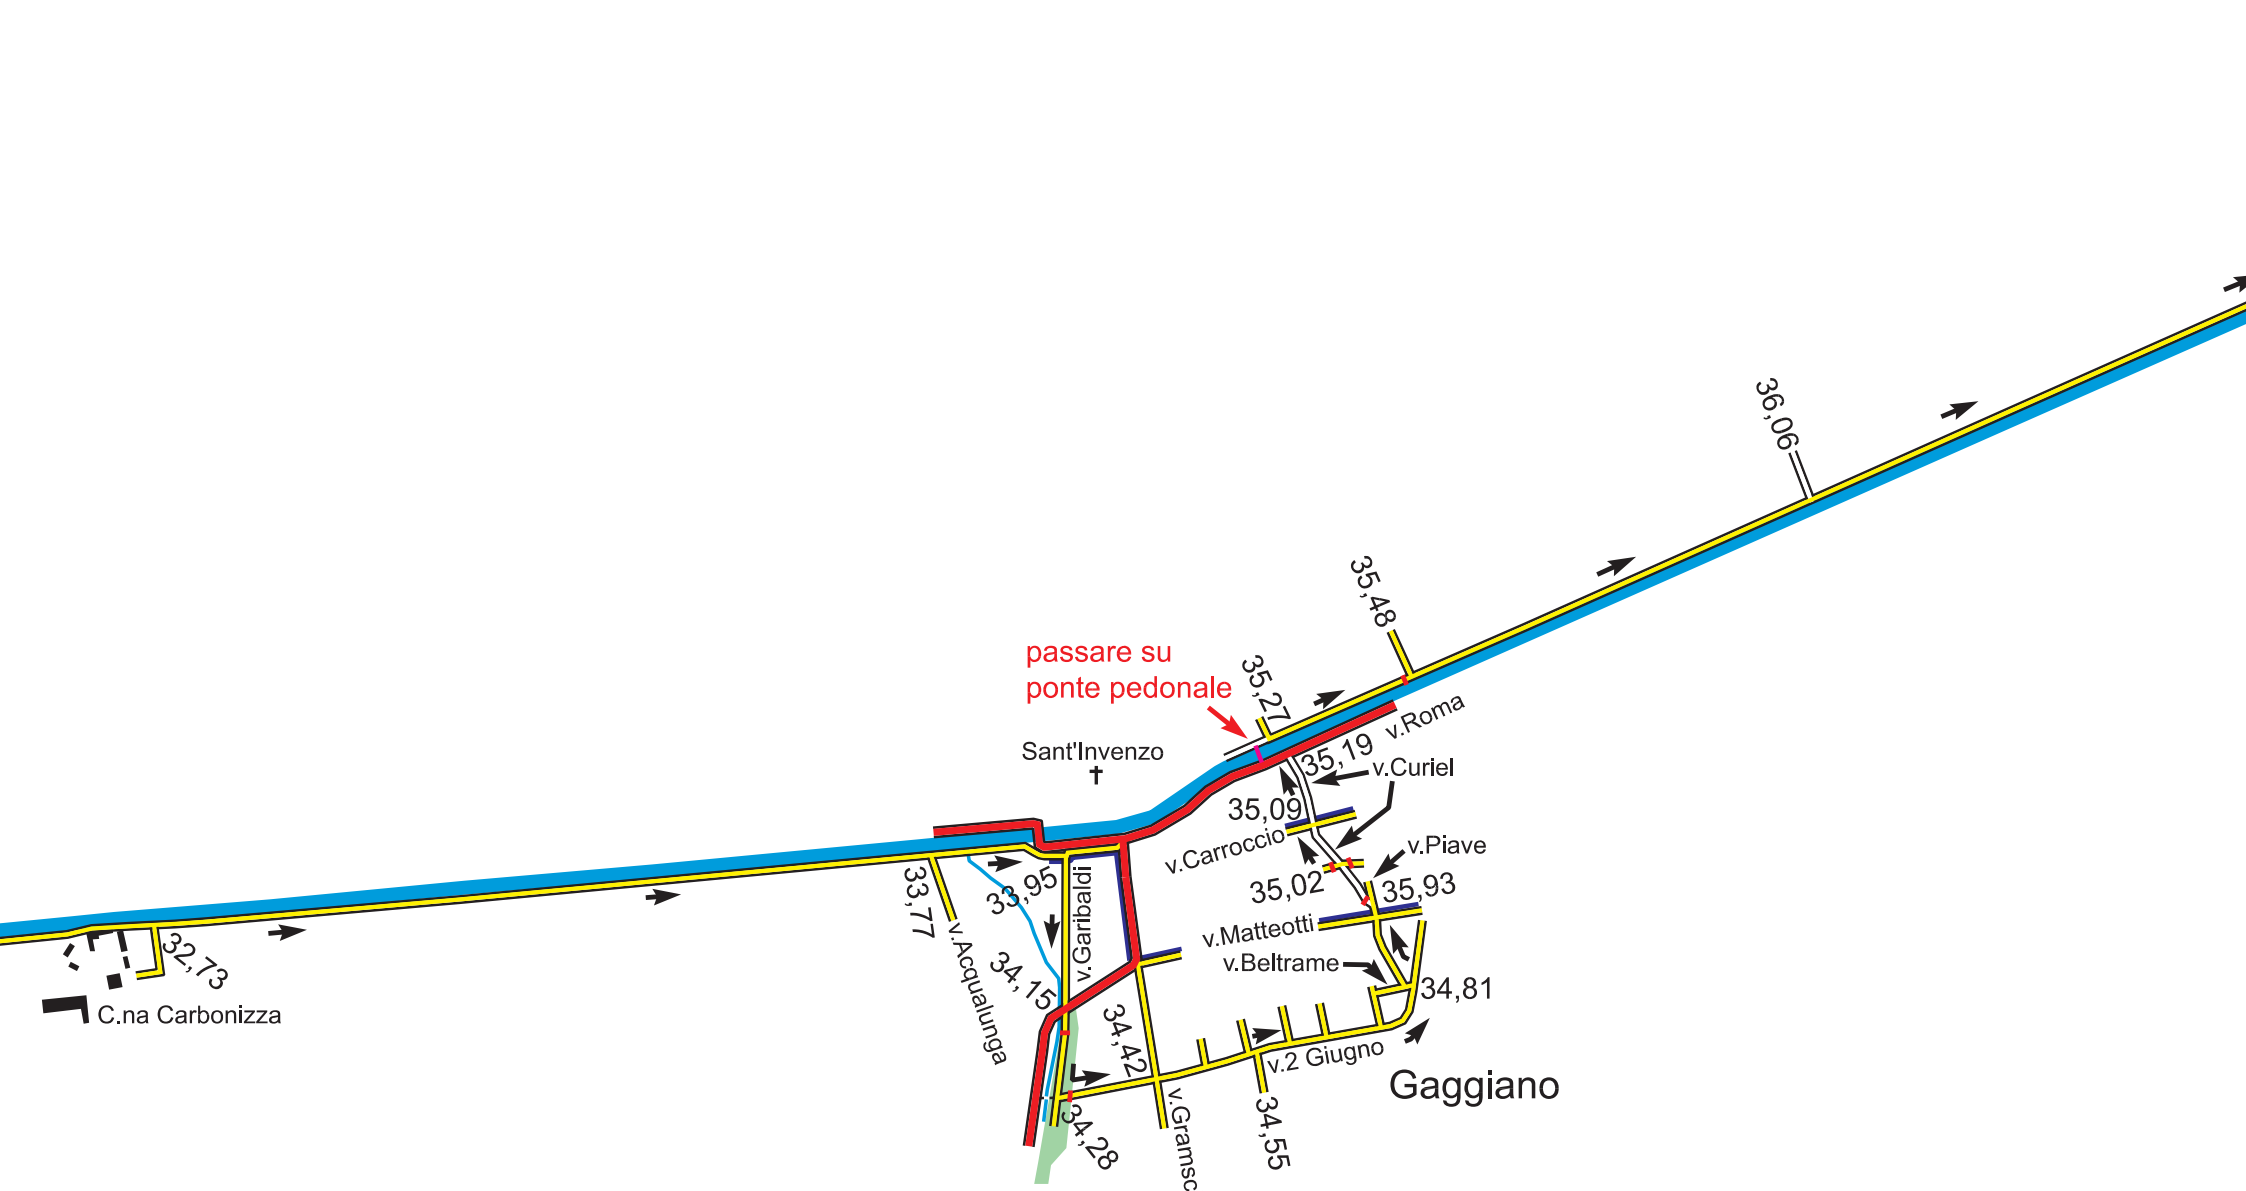 36,06
35,48
passare su
ponte pedonale
35,27
v.Roma
Sant'Invenzo
35,19
v.Curiel
35,09
v.Carroccio
v.Piave
35,02
35,93
33,77
33,95
v.Garibaldi
v.Matteotti
v.Acqualunga
32,73
v.Beltrame
34,15
34,81
C.na Carbonizza
34,42
v.2 Giugno
Gaggiano
34,28
v.Gramsc
34,55